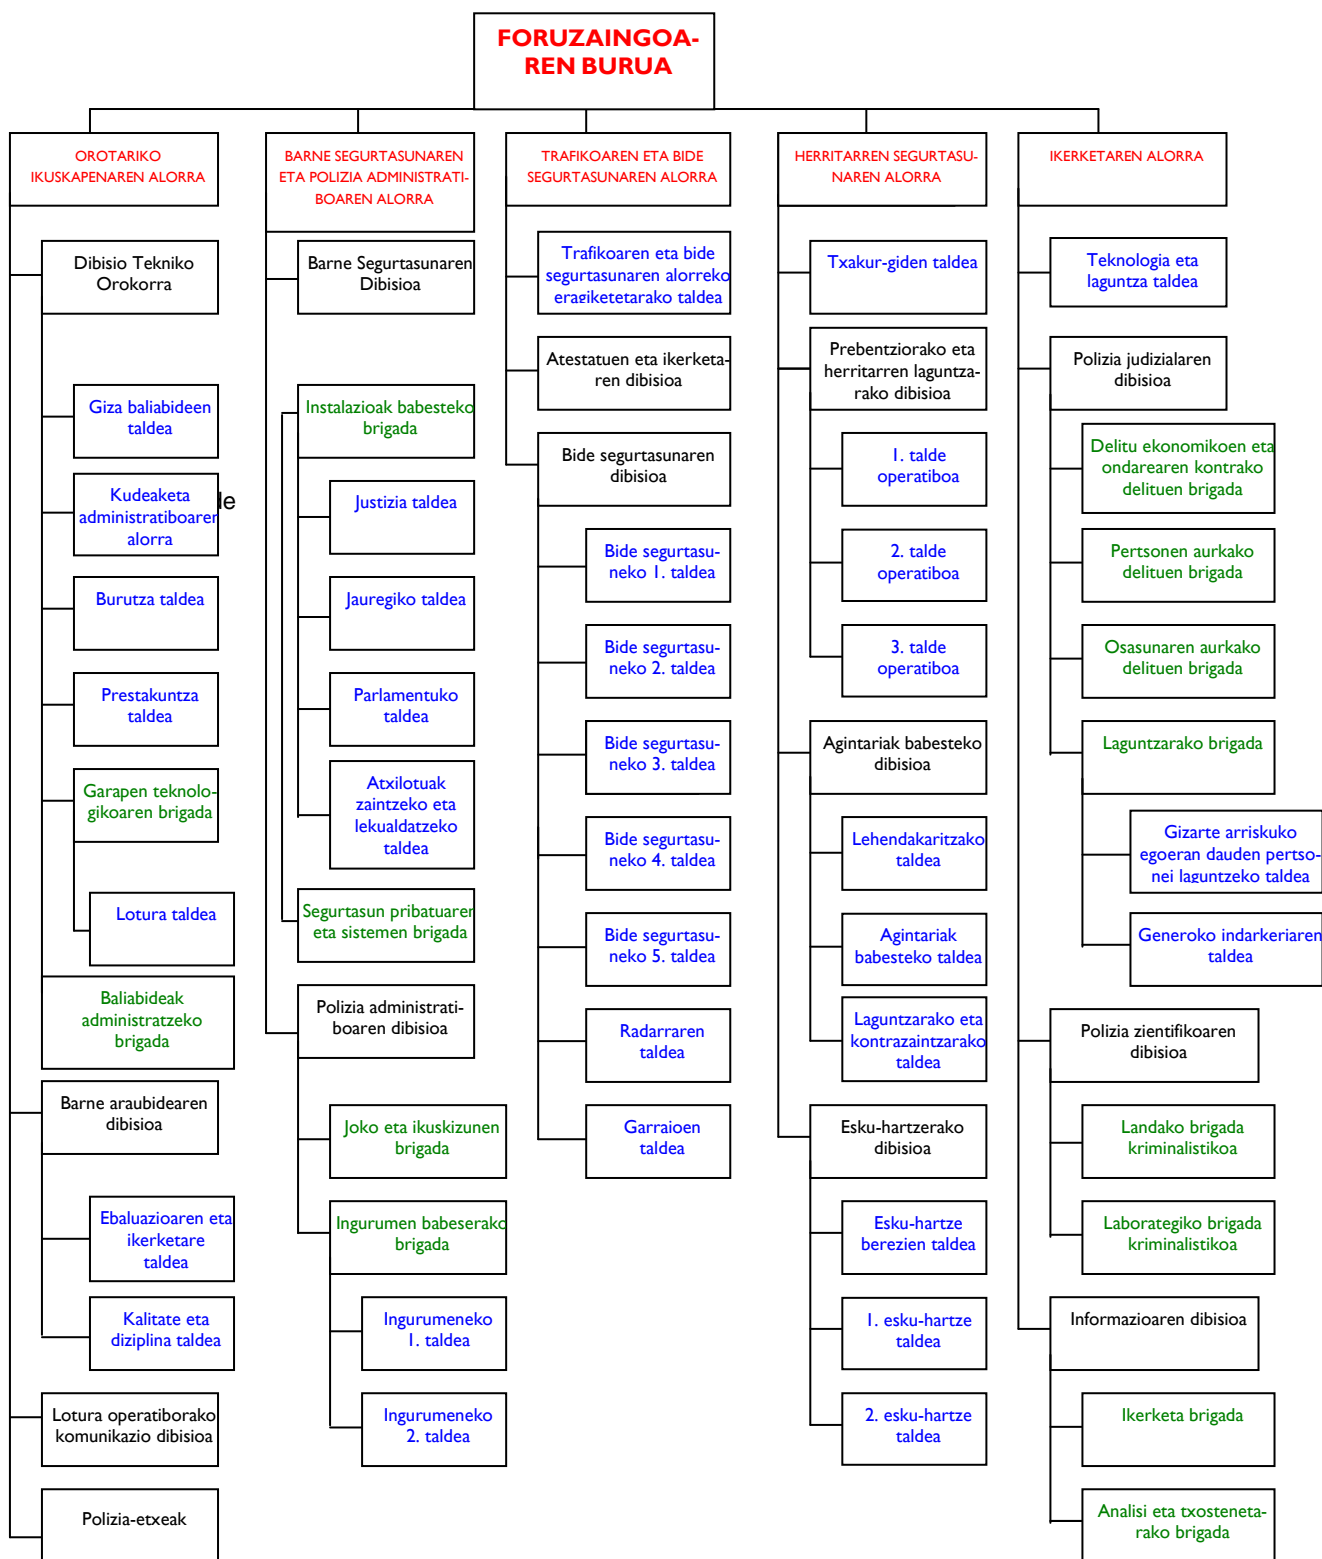 FORUZAINGOA-
REN BURUA
OROTARIKO
IKUSKAPENAREN ALORRA
Dibisio Tekniko
Orokorra
Giza baliabideen
taldea
Kudeaketa
administratiboaren
alorra
de
Burutza taldea
Prestakuntza
taldea
Garapen teknolo-
gikoaren brigada
Lotura taldea
Baliabideak
administratzeko
brigada
Barne araubidearen
dibisioa
Ebaluazioaren eta
ikerketare
taldea
Kalitate eta
diziplina taldea
Lotura operatiborako
komunikazio dibisioa
Polizia-etxeak
BARNE SEGURTASUNAREN
ETA POLIZIA ADMINISTRATI-
BOAREN ALORRA
Barne Segurtasunaren
Dibisioa
Instalazioak babesteko
brigada
Justizia taldea
Jauregiko taldea
Parlamentuko
taldea
Atxilotuak
zaintzeko eta
lekualdatzeko
taldea
Segurtasun pribatuaren
eta sistemen brigada
Polizia administrati-
boaren dibisioa
Joko eta ikuskizunen
brigada
Ingurumen babeserako
brigada
Ingurumeneko
1. taldea
Ingurumeneko
2. taldea
TRAFIKOAREN ETA BIDE
SEGURTASUNAREN ALORRA
Trafikoaren eta bide
segurtasunaren alorreko
eragiketetarako taldea
Atestatuen eta ikerketa-
ren dibisioa
Bide segurtasunaren
dibisioa
Bide segurtasu-
neko 1. taldea
Bide segurtasu-
neko 2. taldea
Bide segurtasu-
neko 3. taldea
Bide segurtasu-
neko 4. taldea
Bide segurtasu-
neko 5. taldea
Radarraren
taldea
Garraioen
taldea
HERRITARREN SEGURTASU-
NAREN ALORRA
Txakur-giden taldea
Prebentziorako eta
herritarren laguntza-
rako dibisioa
1. talde
operatiboa
2. talde
operatiboa
3. talde
operatiboa
Agintariak babesteko
dibisioa
Lehendakaritzako
taldea
Agintariak
babesteko taldea
Laguntzarako eta
kontrazaintzarako
taldea
Esku-hartzerako
dibisioa
Esku-hartze
berezien taldea
1. esku-hartze
taldea
2. esku-hartze
taldea
IKERKETAREN ALORRA
Teknologia eta
laguntza taldea
Polizia judizialaren
dibisioa
Delitu ekonomikoen eta
ondarearen kontrako
delituen brigada
Pertsonen aurkako
delituen brigada
Osasunaren aurkako
delituen brigada
Laguntzarako brigada
Gizarte arriskuko
egoeran dauden pertso-
nei laguntzeko taldea
Generoko indarkeriaren
taldea
Polizia zientifikoaren
dibisioa
Landako brigada
kriminalistikoa
Laborategiko brigada
kriminalistikoa
Informazioaren dibisioa
Ikerketa brigada
Analisi eta txosteneta-
rako brigada